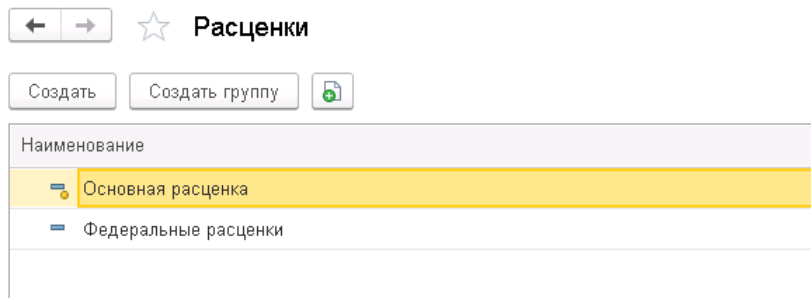 Расценки
Создать Создать группу
Наименование
Основная расценка
Федеральные расценки